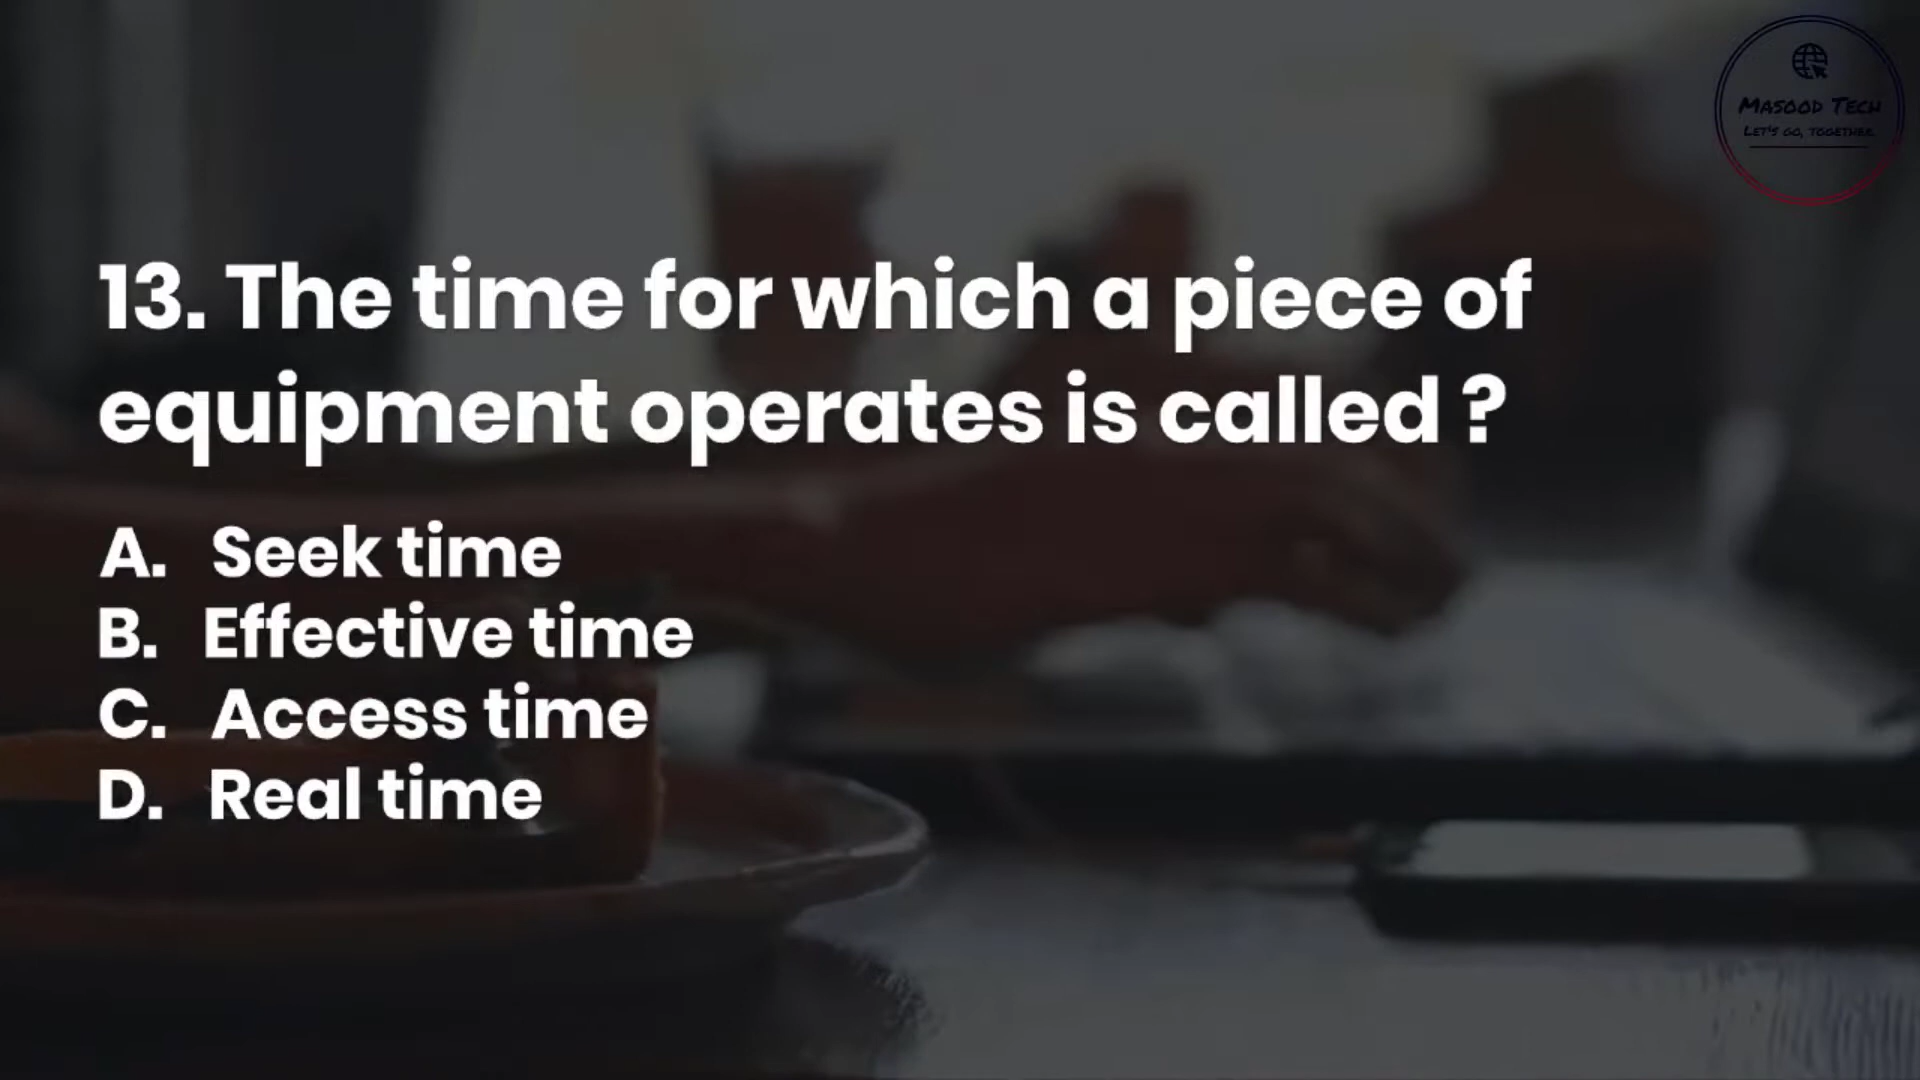 MASOOD TECH
LET'S GO, TOGETHER.
13. The time for which a piece of
equipment operates is called ?
A. Seek time
B. Effective time
C. Access time
D. Real time